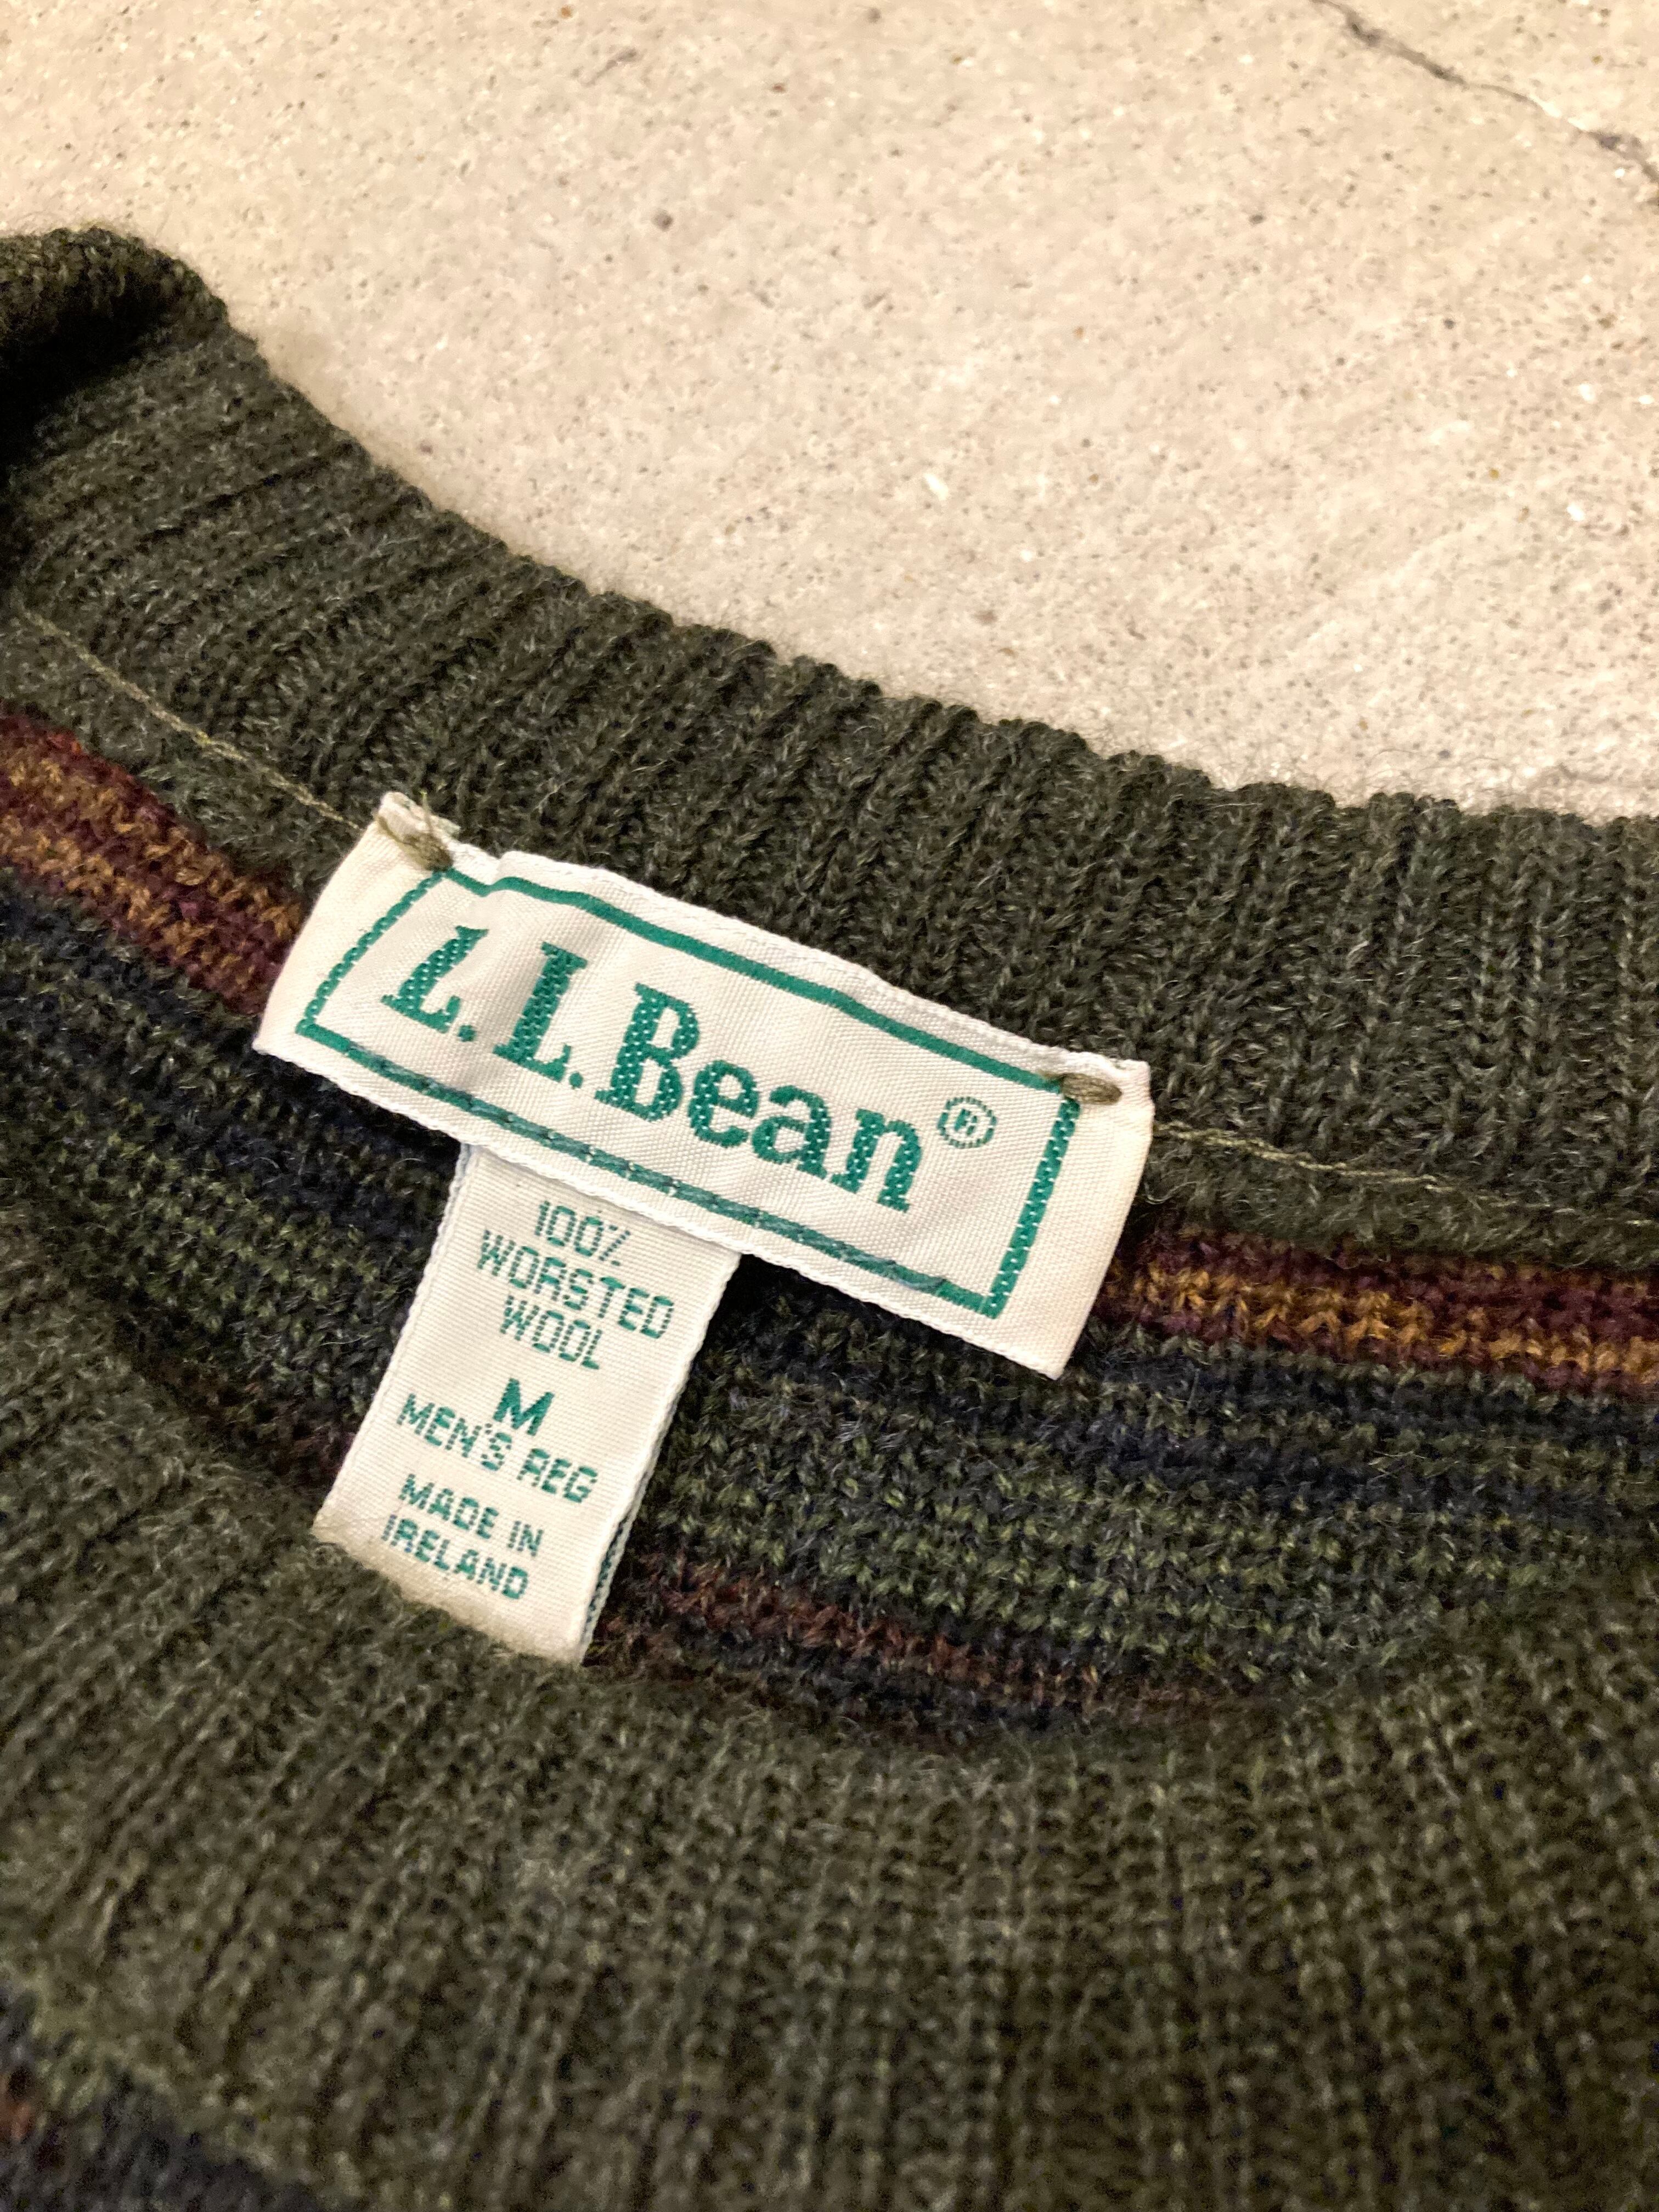 L.L.Bean®
100%
WORSTED
WOOL
M
MEN'S REG
MADE IN
IRELAND